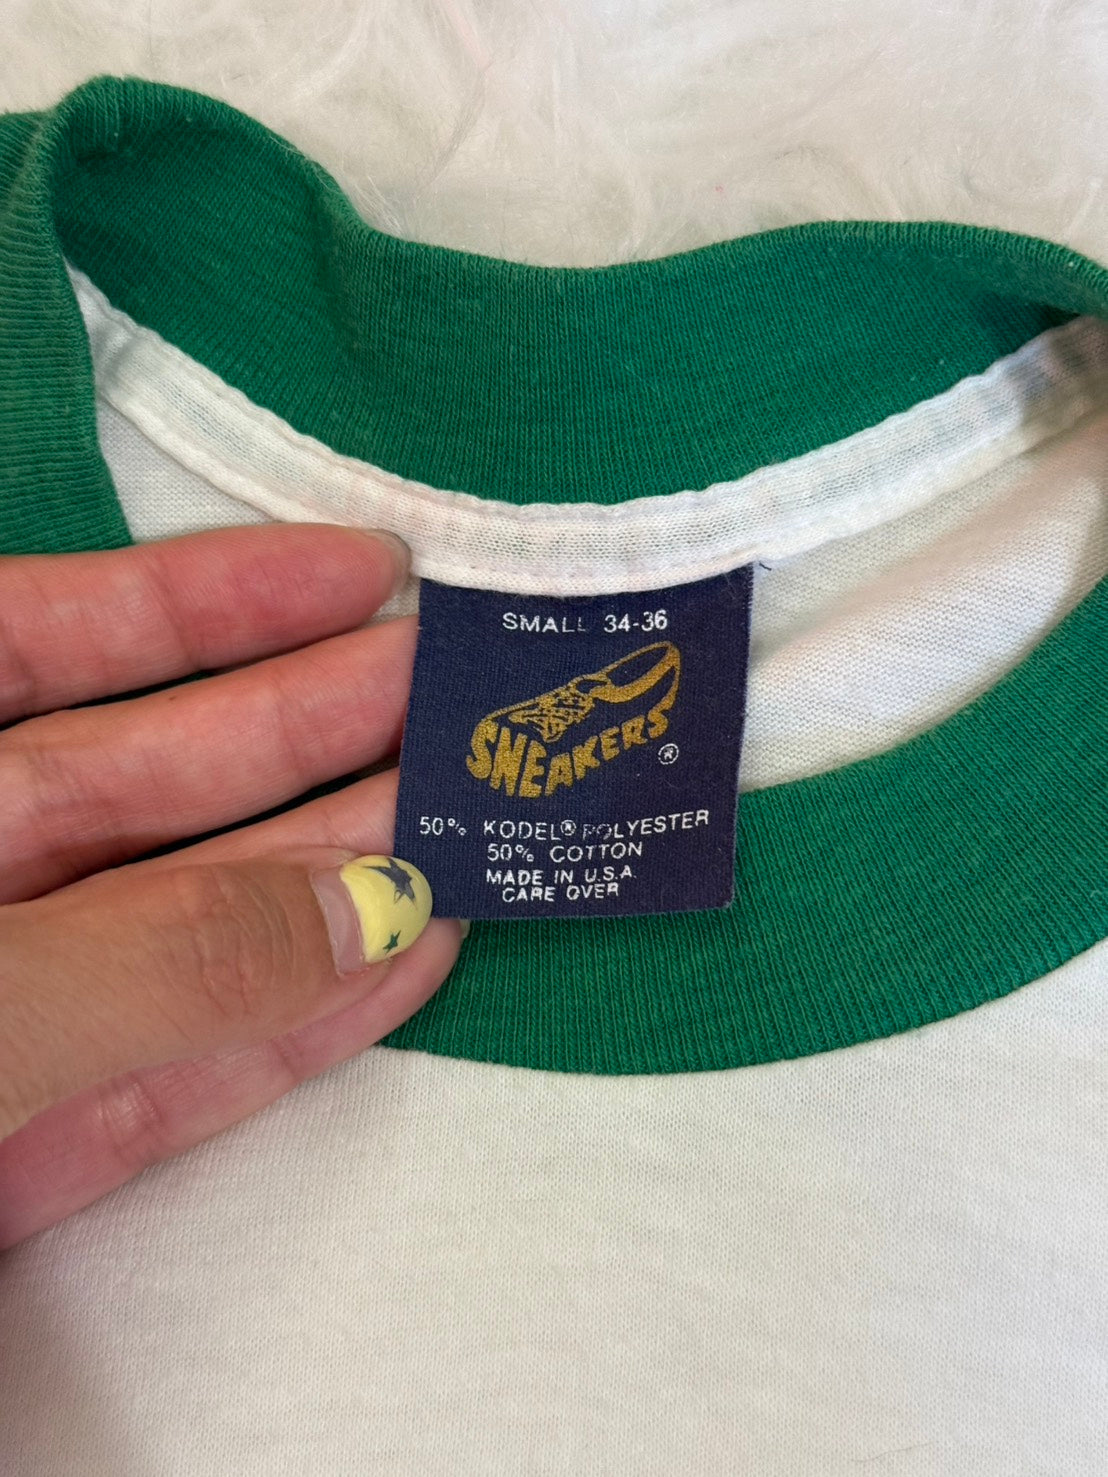 SMALL 34-36
SNEAKERS®
50% KODEL® POLYESTER
50% COTTON
MADE IN U.S.A.
CARE OVER